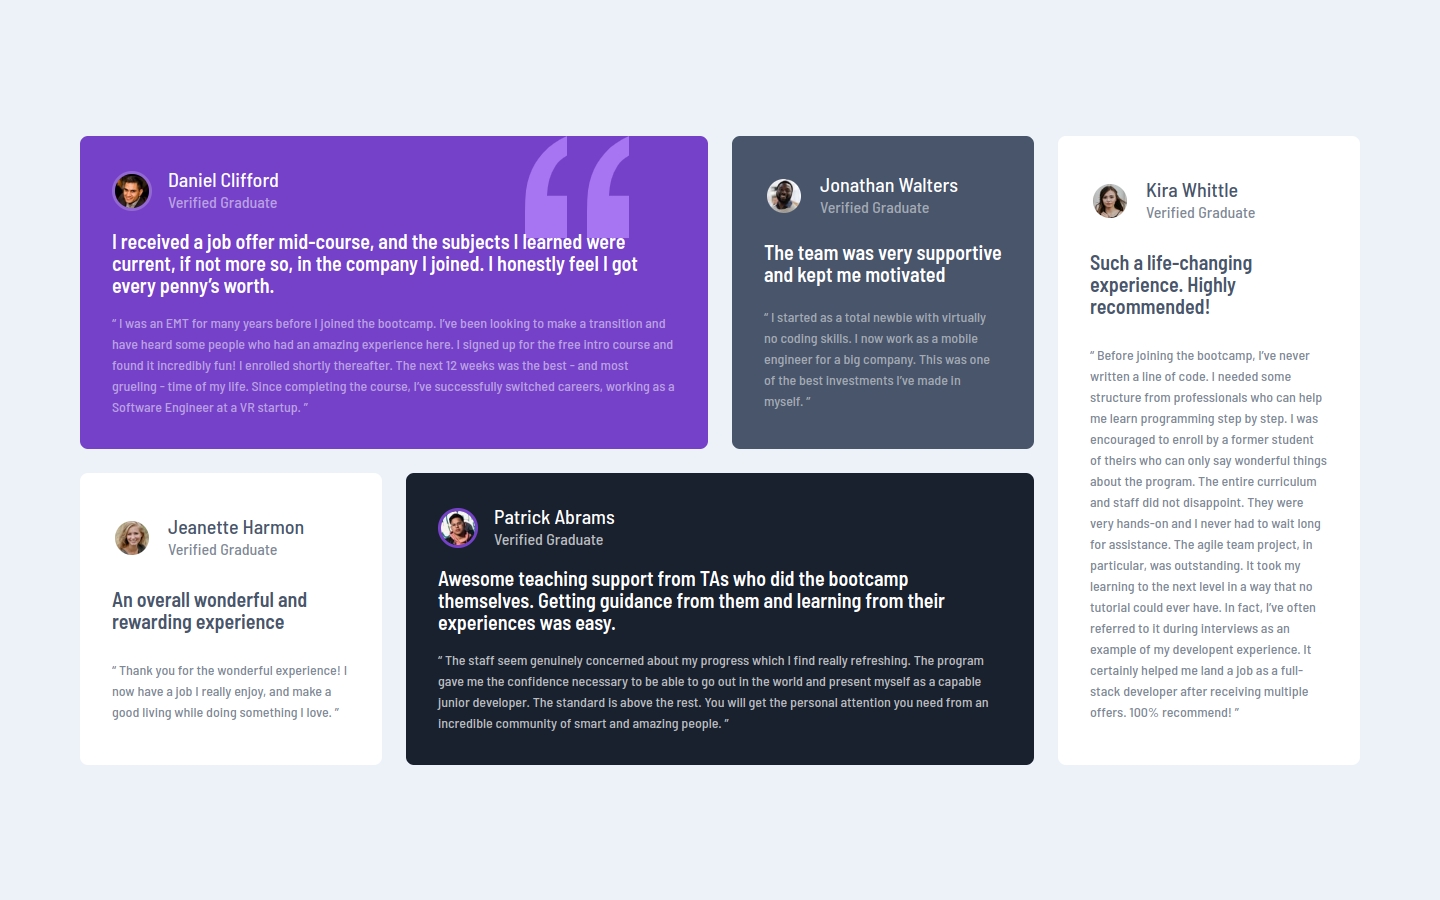 Daniel Clifford
Verified Graduate
I received a job offer mid-course, and the subjects I learned were
current, if not more so, in the company I joined. I honestly feel I got
every penny’s worth.
“ I was an EMT for many years before I joined the bootcamp. I’ve been looking to make a transition and
have heard some people who had an amazing experience here. I signed up for the free intro course and
found it incredibly fun! I enrolled shortly thereafter. The next 12 weeks was the best - and most
grueling - time of my life. Since completing the course, I’ve successfully switched careers, working as a
Software Engineer at a VR startup. ”
Jonathan Walters
Verified Graduate
The team was very supportive
and kept me motivated
“ I started as a total newbie with virtually
no coding skills. I now work as a mobile
engineer for a big company. This was one
of the best investments I’ve made in
myself. ”
Kira Whittle
Verified Graduate
Such a life-changing
experience. Highly
recommended!
“ Before joining the bootcamp, I’ve never
written a line of code. I needed some
structure from professionals who can help
me learn programming step by step. I was
encouraged to enroll by a former student
of theirs who can only say wonderful things
about the program. The entire curriculum
and staff did not disappoint. They were
very hands-on and I never had to wait long
for assistance. The agile team project, in
particular, was outstanding. It took my
learning to the next level in a way that no
tutorial could ever have. In fact, I’ve often
referred to it during interviews as an
example of my developent experience. It
certainly helped me land a job as a full-
stack developer after receiving multiple
offers. 100% recommend! ”
Jeanette Harmon
Verified Graduate
An overall wonderful and
rewarding experience
“ Thank you for the wonderful experience! I
now have a job I really enjoy, and make a
good living while doing something I love. ”
Patrick Abrams
Verified Graduate
Awesome teaching support from TAs who did the bootcamp
themselves. Getting guidance from them and learning from their
experiences was easy.
“ The staff seem genuinely concerned about my progress which I find really refreshing. The program
gave me the confidence necessary to be able to go out in the world and present myself as a capable
junior developer. The standard is above the rest. You will get the personal attention you need from an
incredible community of smart and amazing people. ”